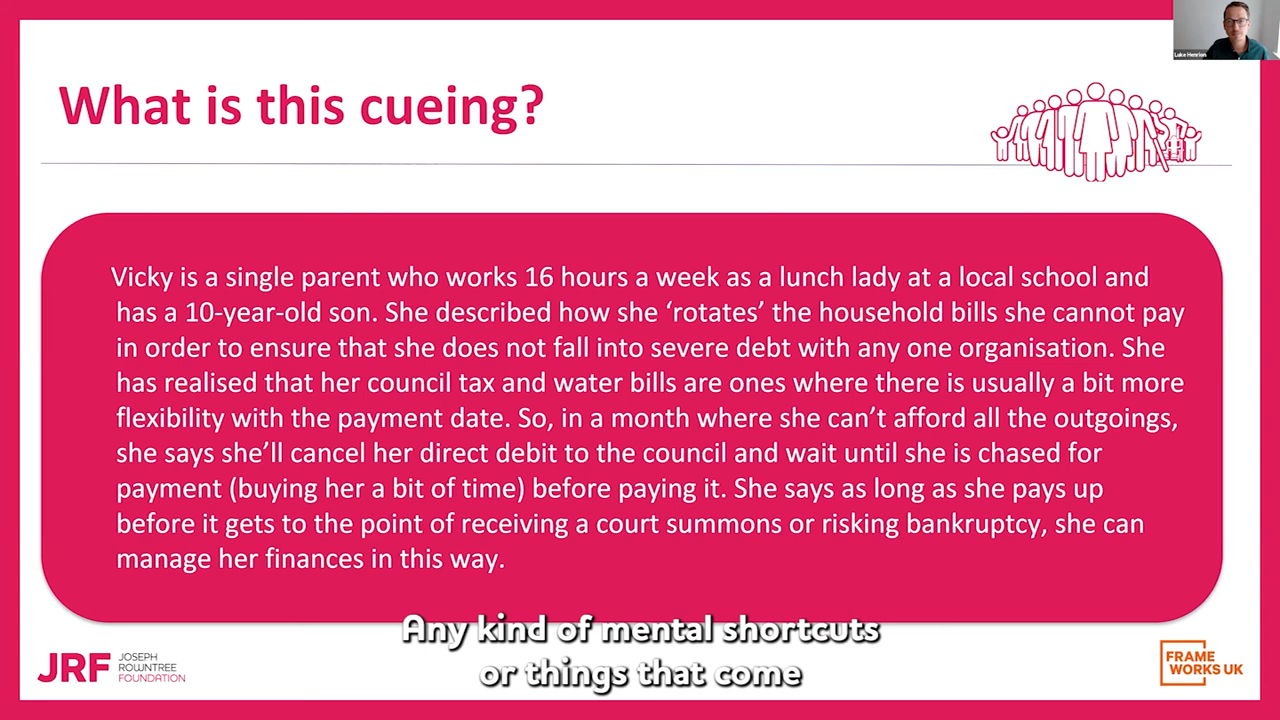 Luke Henrion
What is this cueing?
Vicky is a single parent who works 16 hours a week as a lunch lady at a local school and
has a 10-year-old son. She described how she ‘rotates’ the household bills she cannot pay
in order to ensure that she does not fall into severe debt with any one organisation. She
has realised that her council tax and water bills are ones where there is usually a bit more
flexibility with the payment date. So, in a month where she can’t afford all the outgoings,
she says she’ll cancel her direct debit to the council and wait until she is chased for
payment (buying her a bit of time) before paying it. She says as long as she pays up
before it gets to the point of receiving a court summons or risking bankruptcy, she can
manage her finances in this way.
Any kind of mental shortcuts
or things that come
JRF JOSEPH
ROWNTREE
FOUNDATION
FRAME
WORKS UK